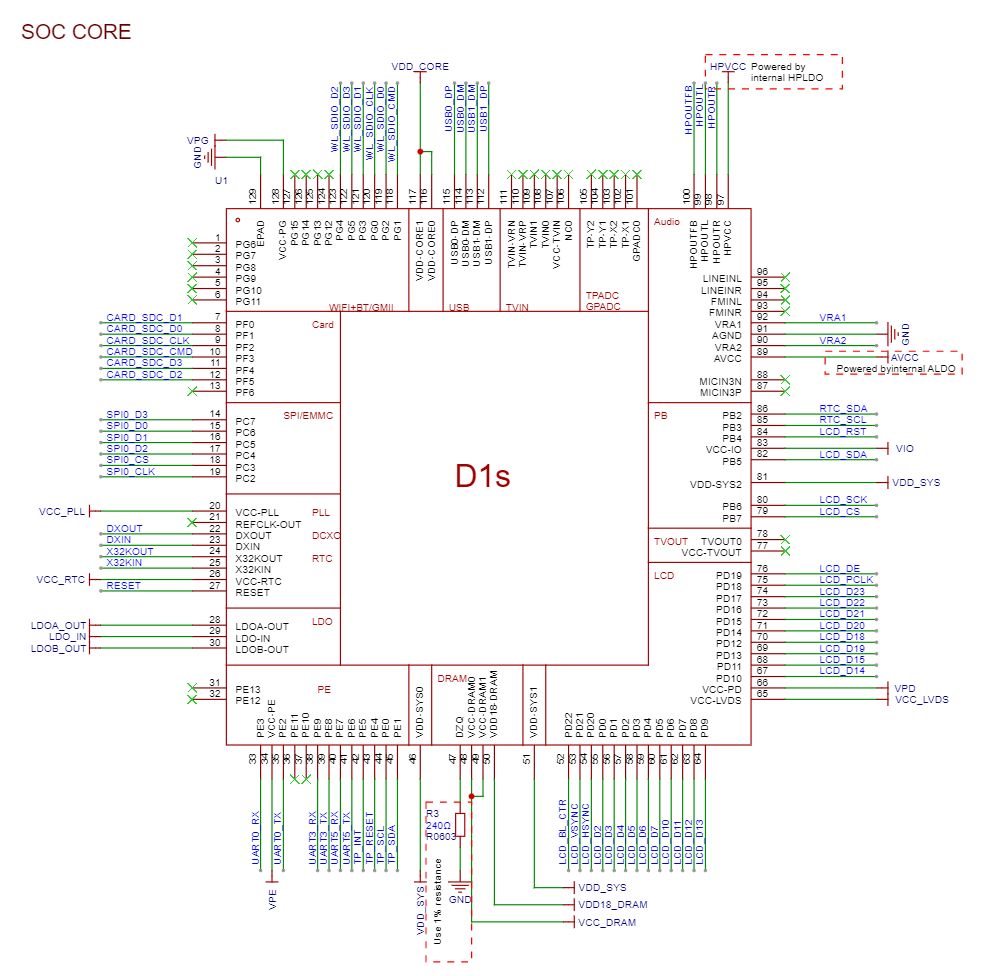 SOC CORE
VDD_CORE
HPVCC Powered by
internal HPLDO
WL_SDIO_D2
WL_SDIO_D3
WL_SDIO_D1
WL_SDIO_CLK
WL_SDIO_D0
WL_SDIO_CMD
USB0_DP
USB0_DM
USB1_DM
USB1_DP
HPOUTFB
HPOUTL
HPOUTR
VPG
GND
U1
129 128 127 126 125 124 123 122 121 120 119 118 117 116 115 114 113 112 111 110 109 108 107 106 105 104 103 102 101 100 99 98 97
EPAD
VCC-PG
PG15
PG14
PG13
PG12
PG4
PG5
PG3
PG0
PG2
PG1
VDD-CORE1
VDD-CORE0
USB0-DP
USB0-DM
USB1-DM
USB1-DP
TVIN-VRN
TVIN-VRP
TVIN1
TVIN0
VCC-TVIN
NC0
TP-Y2
TP-Y1
TP-X2
TP-X1
GPADC0
HPOUTFB
HPOUTL
HPOUTR
HPVCC
WIFI+BT/GMII
USB
TVIN
TPADC
GPADC
Audio
1 PG6
2 PG7
3 PG8
4 PG9
5 PG10
6 PG11
CARD_SDC_D1 7 PF0 Card
CARD_SDC_D0 8 PF1
CARD_SDC_CLK 9 PF2
CARD_SDC_CMD 10 PF3
CARD_SDC_D3 11 PF4
CARD_SDC_D2 12 PF5
13 PF6
SPI0_D3 14 PC7 SPI/EMMC
SPI0_D0 15 PC6
SPI0_D1 16 PC5
SPI0_D2 17 PC4
SPI0_CS 18 PC3
SPI0_CLK 19 PC2
VCC_PLL 20 VCC-PLL PLL
21 REFCLK-OUT
DXOUT 22 DXOUT DCXO
DXIN 23 DXIN
X32KOUT 24 X32KOUT RTC
X32KIN 25 X32KIN
VCC_RTC 26 VCC-RTC
RESET 27 RESET
LDOA_OUT 28 LDOA-OUT LDO
LDO_IN 29 LDO-IN
LDOB_OUT 30 LDOB-OUT
31 PE13 PE
32 PE12
D1s
LINEINL 96
LINEINR 95
FMINL 94
FMINR 93
VRA1 92 VRA1
AGND 91 GND
VRA2 90 VRA2
AVCC 89 AVCC
Powered byinternal ALDO
MICIN3N 88
MICIN3P 87
PB PB2 86 RTC_SDA
PB3 85 RTC_SCL
PB4 84 LCD_RST
VCC-IO 83 VIO
PB5 82 LCD_SDA
VDD-SYS2 81 VDD_SYS
PB6 80 LCD_SCK
PB7 79 LCD_CS
TVOUT TVOUT0 78
VCC-TVOUT 77
LCD PD19 76 LCD_DE
PD18 75 LCD_PCLK
PD17 74 LCD_D23
PD16 73 LCD_D22
PD15 72 LCD_D21
PD14 71 LCD_D20
PD12 70 LCD_D18
PD13 69 LCD_D19
PD11 68 LCD_D15
PD10 67 LCD_D14
VCC-PD 66 VPD
VCC-LVDS 65 VCC_LVDS
DRAM
PE3
VCC-PE
PE2
PE11
PE10
PE9
PE8
PE7
PE6
PE5
PE4
PE0
PE1
VDD-SYS0
DZQ
VCC-DRAM0
VCC-DRAM1
VDD18-DRAM
VDD-SYS1
PD22
PD21
PD20
PD0
PD1
PD2
PD3
PD4
PD5
PD6
PD7
PD8
PD9
33 34 35 36 37 38 39 40 41 42 43 44 45 46 47 48 49 50 51 52 53 54 55 56 57 58 59 60 61 62 63 64
UART0_RX
UART0_TX
UART3_RX
UART3_TX
UART5_RX
UART5_TX
TP_INT
TP_RESET
TP_SCL
TP_SDA
R3
240Ω
R0603
LCD_BL_CTR
LCD_VSYNC
LCD_HSYNC
LCD_D2
LCD_D3
LCD_D4
LCD_D5
LCD_D6
LCD_D7
LCD_D10
LCD_D11
LCD_D12
LCD_D13
VPE
VDD_SYS
Use 1% resistance
GND
VDD_SYS
VDD18_DRAM
VCC_DRAM